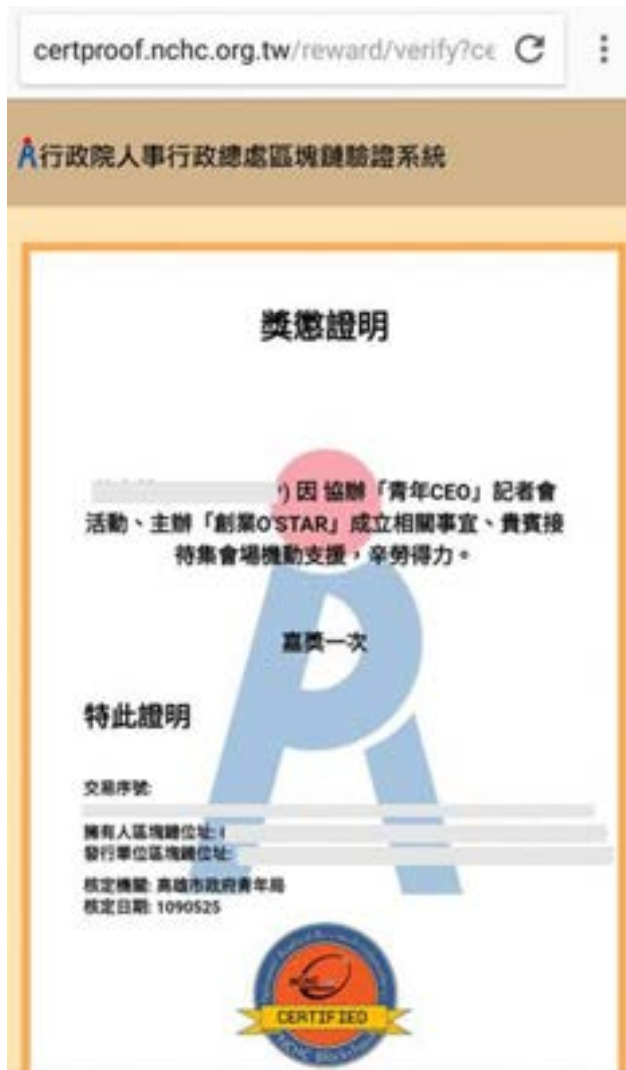 certproof.nchc.org.tw/reward/verify?ce
行政院人事行政總處區塊鏈驗證系統
獎懲證明
) 因 協辦「青年CEO」記者會
活動、主辦「創業O'STAR」成立相關事宜、貴賓接
待集會場機動支援,辛勞得力。
嘉獎一次
特此證明
交易序號:
擁有人區塊鏈位址:
發行單位區塊鏈位址:
核定機關: 高雄市政府青年局
核定日期: 1090525
CERTIFIED